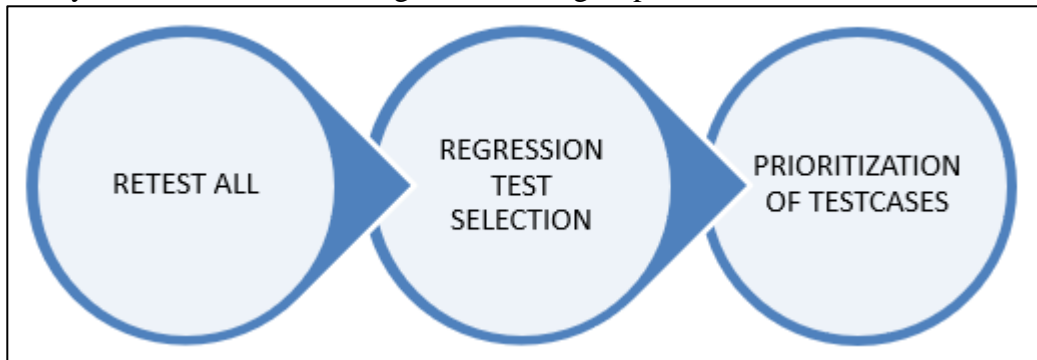 RETEST ALL
REGRESSION
TEST
SELECTION
PRIORITIZATION
OF TESTCASES